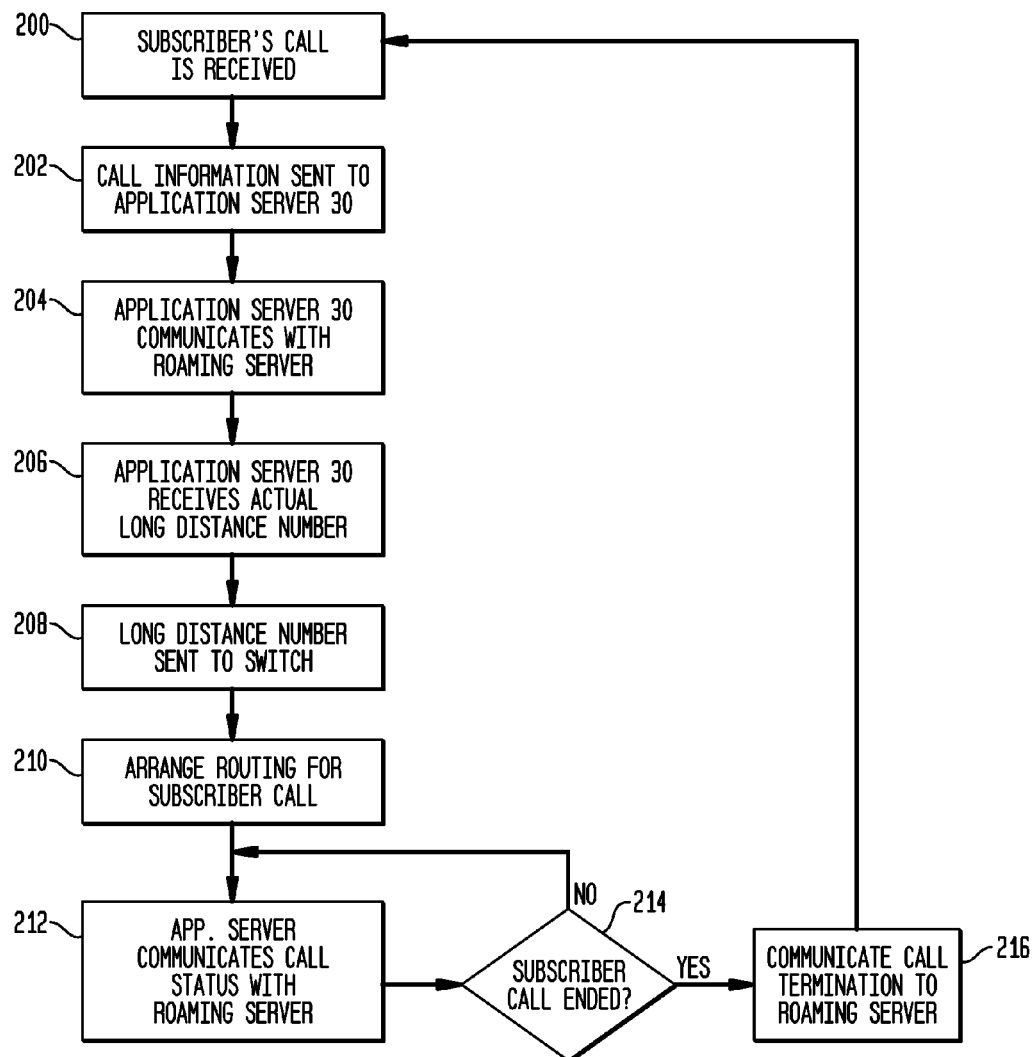 200
SUBSCRIBER'S CALL
IS RECEIVED
202
CALL INFORMATION SENT TO
APPLICATION SERVER 30
204
APPLICATION SERVER 30
COMMUNICATES WITH
ROAMING SERVER
206
APPLICATION SERVER 30
RECEIVES ACTUAL
LONG DISTANCE NUMBER
208
LONG DISTANCE NUMBER
SENT TO SWITCH
210
ARRANGE ROUTING FOR
SUBSCRIBER CALL
212
APP. SERVER
COMMUNICATES CALL
STATUS WITH
ROAMING SERVER
NO
214
SUBSCRIBER
CALL ENDED?
YES
COMMUNICATE CALL
TERMINATION TO
ROAMING SERVER
216